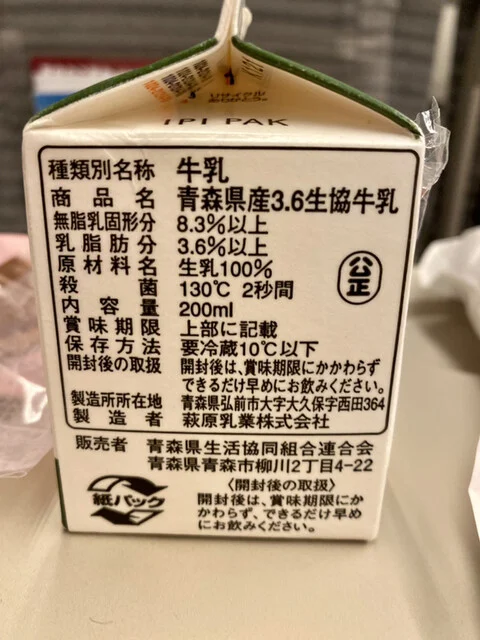 リサイクル
ありがとう。
IPI PAK
種類別名称 牛乳
商品名 青森県産3.6生協牛乳
無脂乳固形分 8.3%以上
乳脂肪分 3.6%以上
原材料名 生乳100%
殺菌 130℃ 2秒間
内容量 200ml
賞味期限 上部に記載
保存方法 要冷蔵10℃以下
開封後の取扱 開封後は、賞味期限にかかわらず
できるだけ早めにお飲みください。
製造所所在地 青森県弘前市大字大久保字西田364
製造者 萩原乳業株式会社
公正
販売者 青森県生活協同組合連合会
青森県青森市柳川2丁目4-22
紙パック
〈開封後の取扱〉
開封後は、賞味期限にか
かわらず、できるだけ早め
にお飲みください。